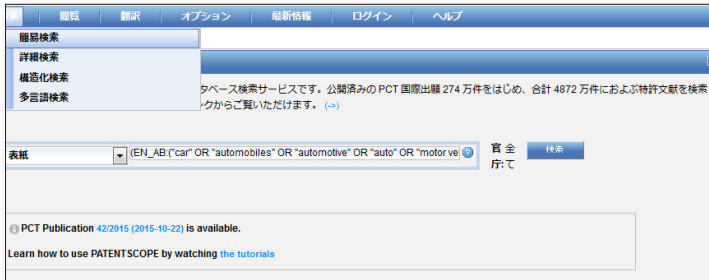 閲覧 翻訳 オプション 最新情報 ログイン ヘルプ
簡易検索
詳細検索
構造化検索
多言語検索
タベース検索サービスです。公開済みの PCT 国際出願 274 万件をはじめ、合計 4872 万件におよぶ特許文献を検索
ックからご覧いただけます。 (->)
表紙 (EN_AB:("car" OR "automobiles" OR "automotive" OR "auto" OR "motor vel 官庁: 全て 検索
PCT Publication 42/2015 (2015-10-22) is available.
Learn how to use PATENTSCOPE by watching the tutorials